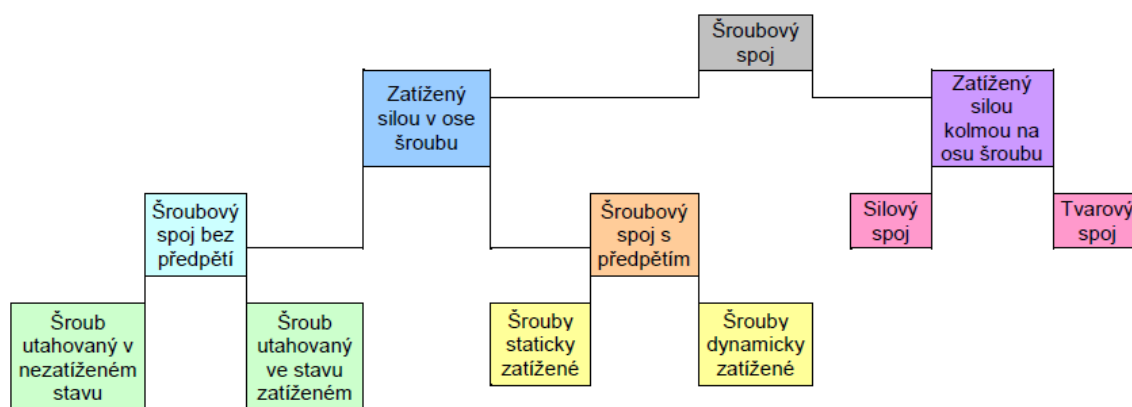 Šroubový
spoj
Zatížený
silou v ose
šroubu
Zatížený
silou
kolmou na
osu šroubu
Šroubový
spoj bez
předpětí
Šroubový
spoj s
předpětím
Silový
spoj
Tvarový
spoj
Šroub
utahovaný v
nezatíženém
stavu
Šroub
utahovaný
ve stavu
zatíženém
Šrouby
staticky
zatížené
Šrouby
dynamicky
zatížené